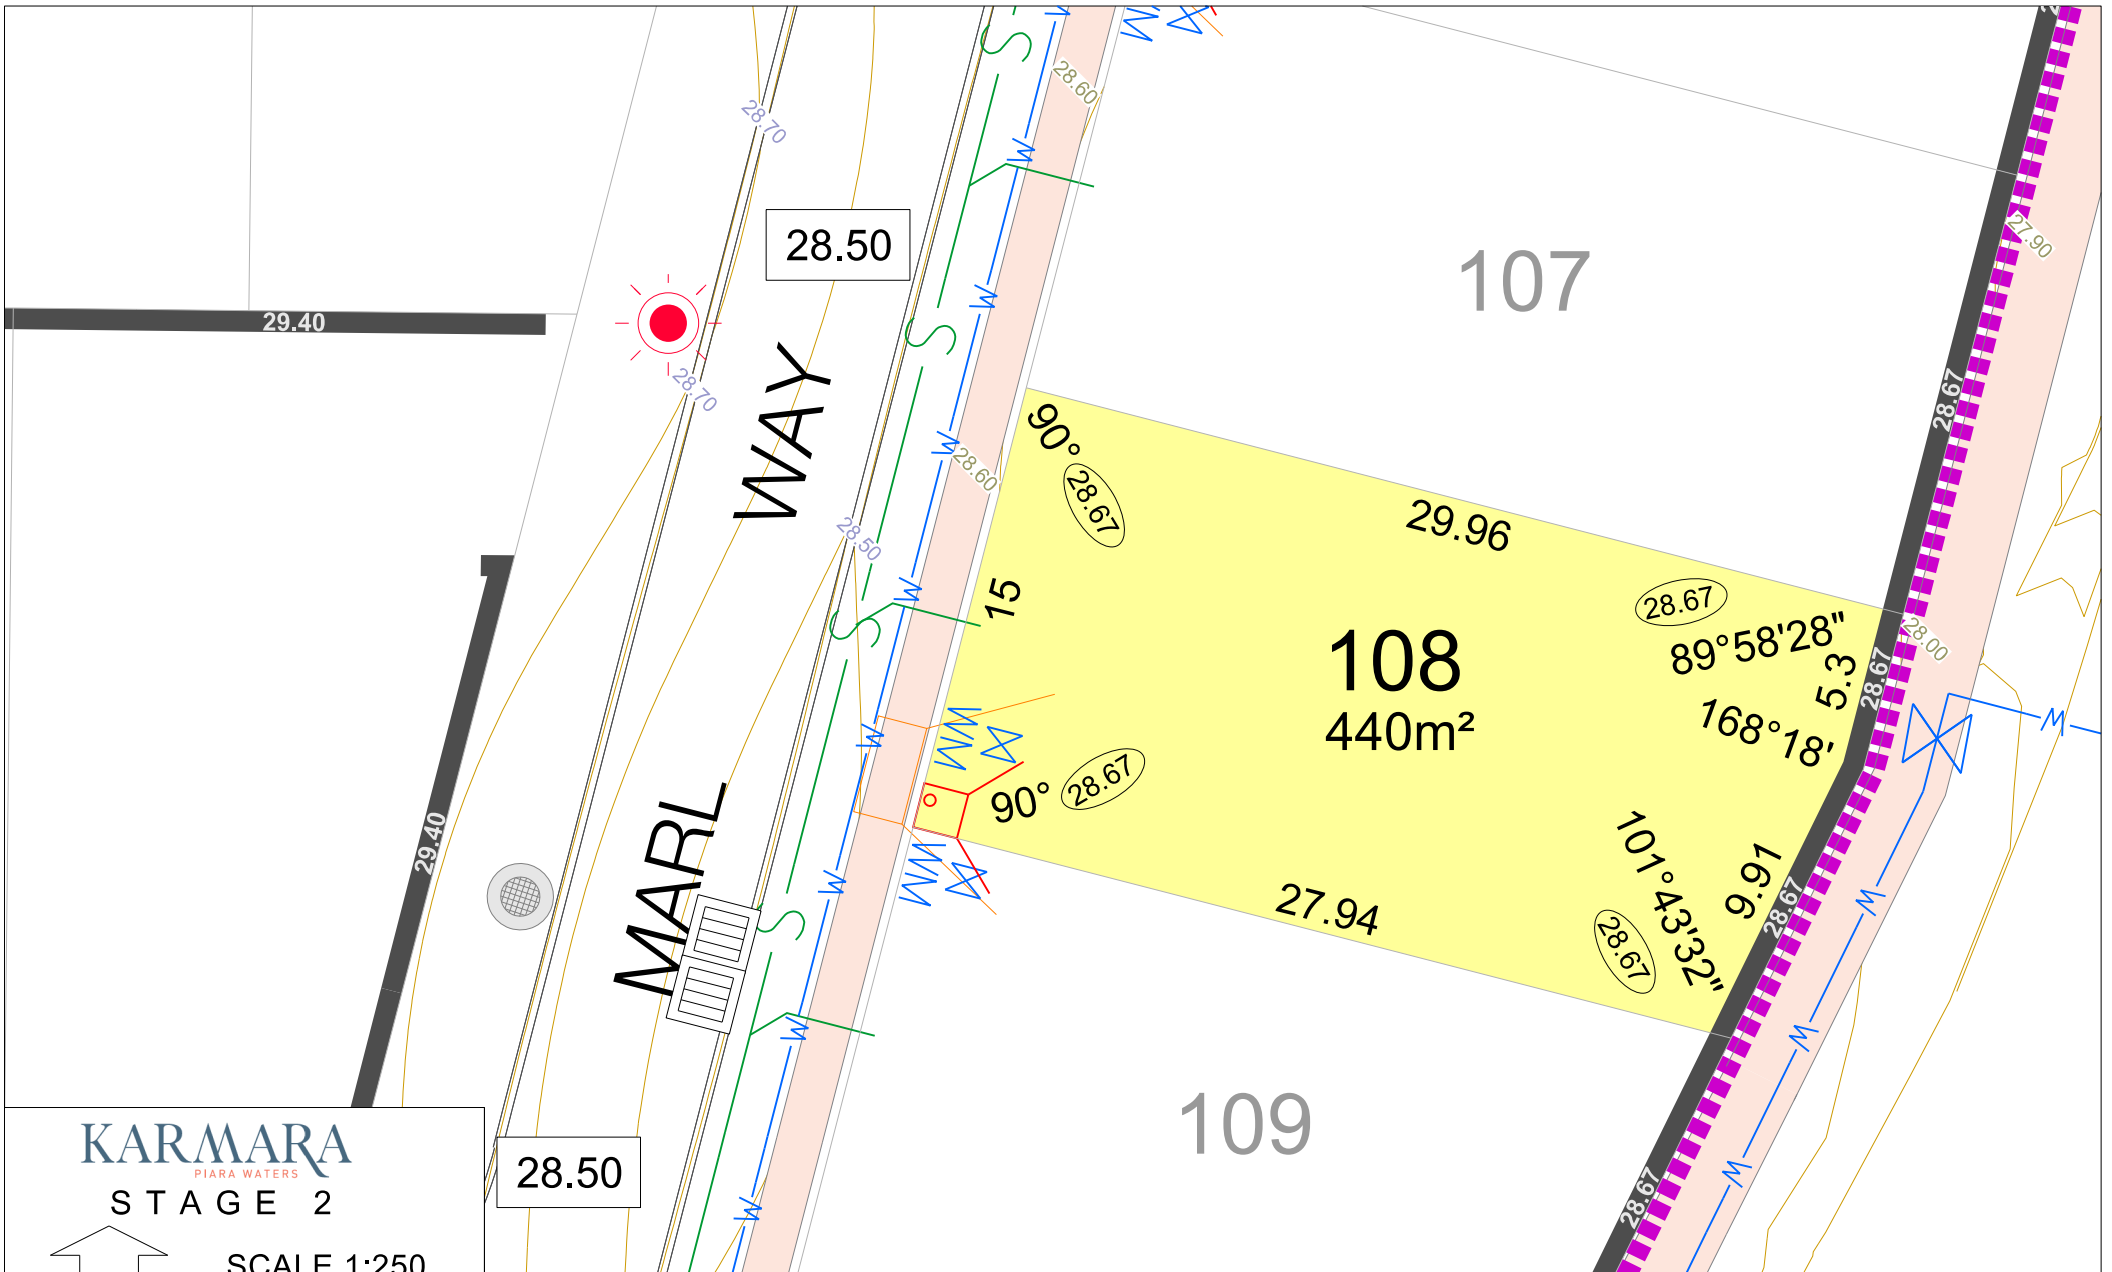 28.60
28.70
28.50
107
27.90
29.40
WAY
28.70
28.67
90°
28.67
28.60
29.96
28.50
15
28.67
89°58'28"
28.00
108
440m²
5.3
28.67
168°18'
90°
28.67
MARL
29.40
101°43'32"
9.91
28.67
27.94
28.67
109
KARMARA
PIARA WATERS
STAGE 2
28.50
28.67
SCALE 1:250
W
W
W
W
W
W
W
W
W
W
W
W
W
W
S
S
S
S